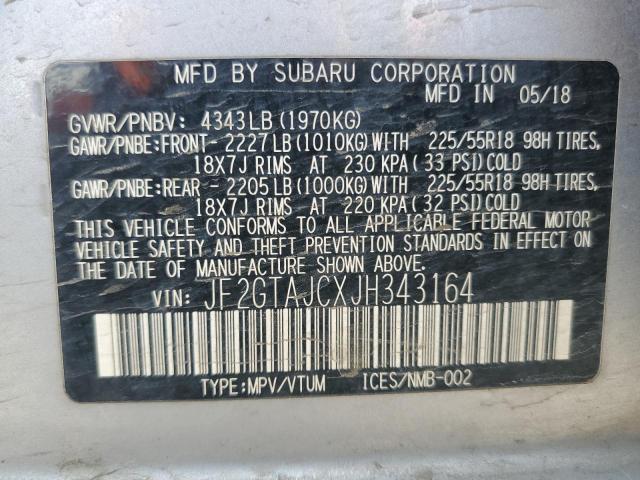 MFD BY SUBARU CORPORATION
MFD IN 05/18
GVWR/PNBV: 4343LB(1970KG)
GAWR/PNBE:FRONT- 2227LB(1010KG)WITH 225/55R18 98H TIRES,
18X7J RIMS AT 230 KPA(33 PSI)COLD
GAWR/PNBE:REAR - 2205LB(1000KG)WITH 225/55R18 98H TIRES,
18X7J RIMS AT 220 KPA(32 PSI)COLD
THIS VEHICLE CONFORMS TO ALL APPLICABLE FEDERAL MOTOR
VEHICLE SAFETY AND THEFT PREVENTION STANDARDS IN EFFECT ON
THE DATE OF MANUFACTURE SHOWN ABOVE.
VIN: JF2GTAJCXJH343164
TYPE:MPV/VTUM ICES/NMB-002